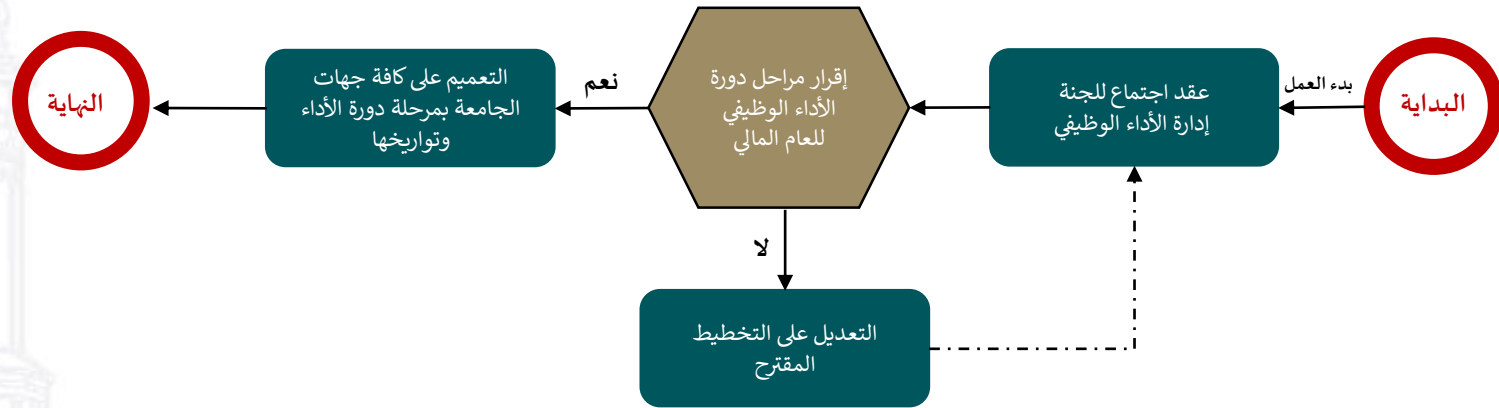 البداية
بدء العمل
عقد اجتماع للجنة
إدارة الأداء الوظيفي
إقرار مراحل دورة
الأداء الوظيفي
للعام المالي
نعم
التعميم على كافة جهات
الجامعة بمرحلة دورة الأداء
وتواريخها
النهاية
لا
التعديل على التخطيط
المقترح